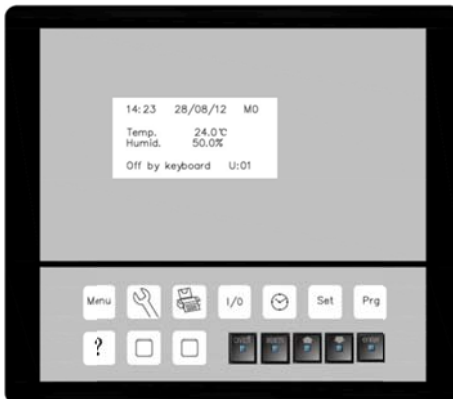 14:23 28/08/12 M0
Temp. 24.0℃
Humid. 50.0%
Off by keyboard U:01
Menu I/O Set Prg
?